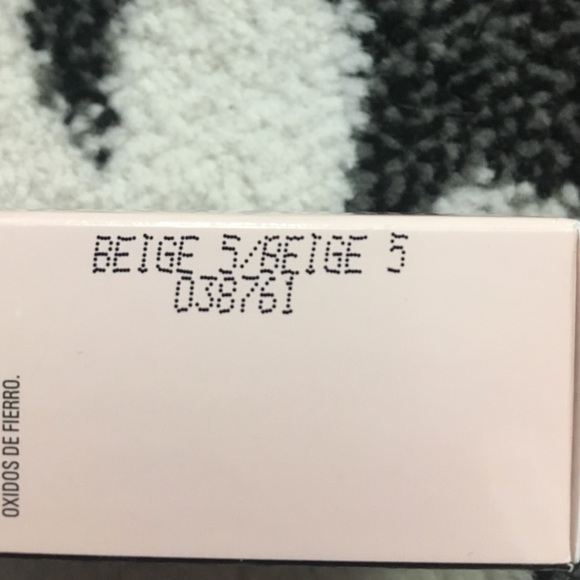 BEIGE 5/BEIGE 5
038761
OXIDOS DE FIERRO.